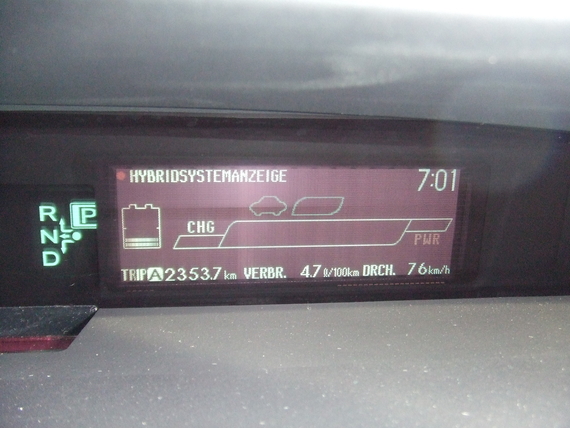 HYBRIDSYSTEMANZEIGE 7:01
R P
N
D
CHG
PWR
TRIP A 2353.7 km VERBR. 4.7 ℓ/100km DRCH. 76 km/h